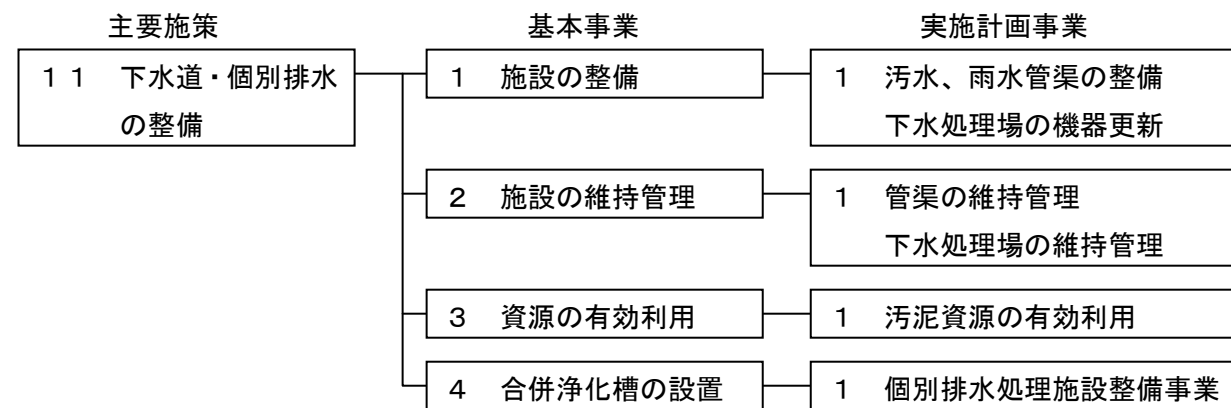 主要施策 基本事業 実施計画事業
１１ 下水道・個別排水 １ 施設の整備 １ 汚水、雨水管渠の整備
の整備 下水処理場の機器更新
２ 施設の維持管理 １ 管渠の維持管理
下水処理場の維持管理
３ 資源の有効利用 １ 汚泥資源の有効利用
４ 合併浄化槽の設置 １ 個別排水処理施設整備事業